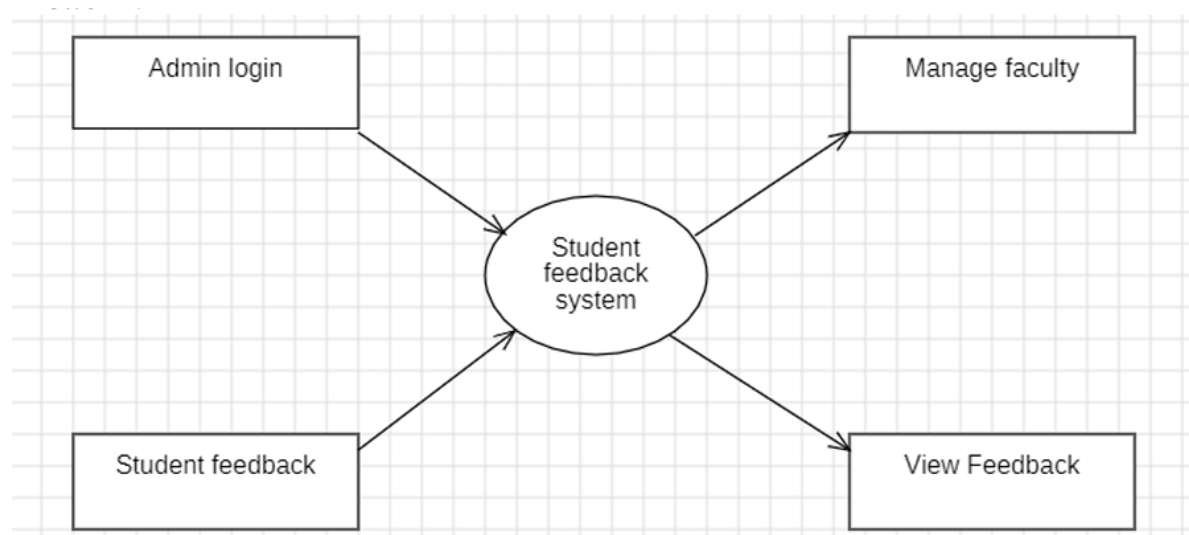 Admin login
Manage faculty
Student
feedback
system
Student feedback
View Feedback